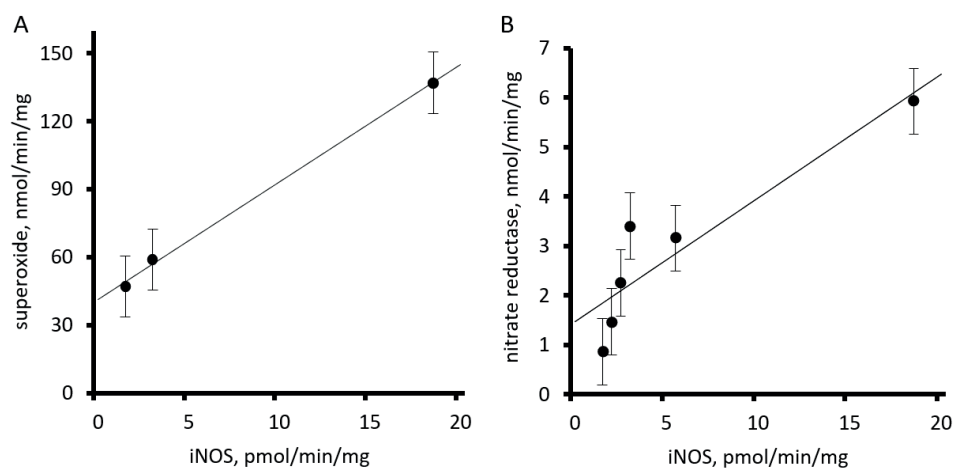 A
superoxide, nmol/min/mg
150
120
90
60
30
0
0 5 10 15 20
iNOS, pmol/min/mg
B
nitrate reductase, nmol/min/mg
7
6
5
4
3
2
1
0
0 5 10 15 20
iNOS, pmol/min/mg